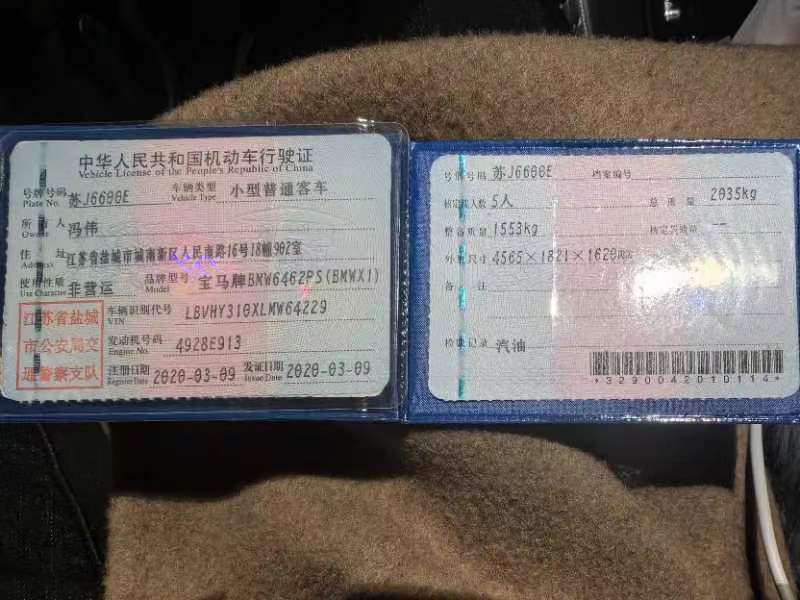 中华人民共和国机动车行驶证
Vehicle License of the People's Republic of China
号牌号码 Plate No. 苏J6600E 车辆类型 Vehicle Type 小型普通客车
所有人 Owner 冯伟
住址 Address 江苏省盐城市城南新区人民南路16号18幢902室
使用性质 Use Character 非营运 品牌型号 Model 宝马牌BMW6462PS(BMWX1)
江苏省盐城
市公安局交
通警察支队
车辆识别代号 VIN LBVHY310XLMW64229
发动机号码 Engine No. 4928E913
注册日期 Register Date 2020-03-09 发证日期 Issue Date 2020-03-09
号牌号码 苏J6600E 档案编号
核定载人数 5人 总质量 2035kg
整备质量 1553kg 核定载质量 --
外廓尺寸 4565×1821×1620mm
备注
检验记录 汽油
*3290042010114*